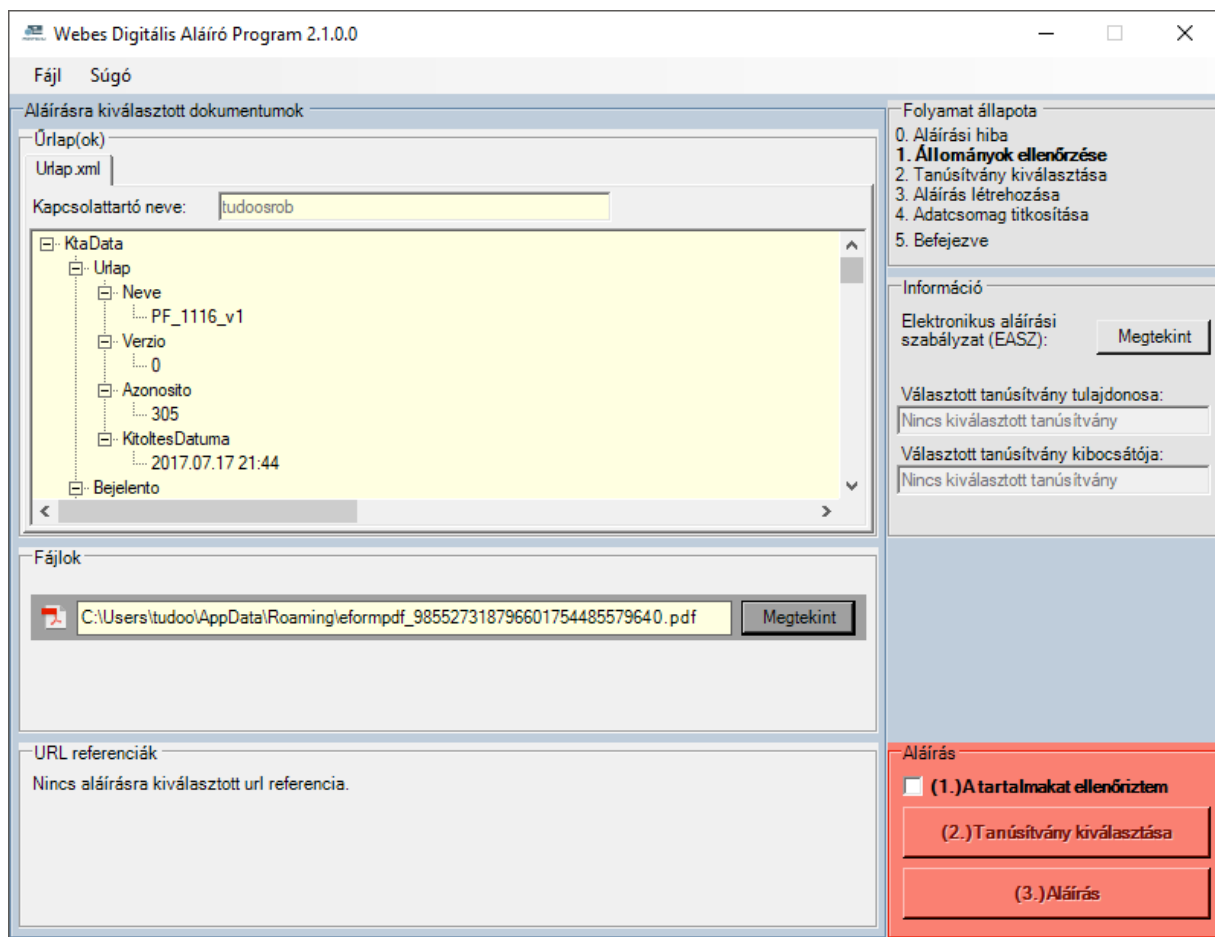 Webes Digitális Aláíró Program 2.1.0.0
Fájl Súgó
Aláírásra kiválasztott dokumentumok
Űrlap(ok)
Urlap.xml
Kapcsolattartó neve: tudoosrob
KtaData
Urlap
Neve
PF_1116_v1
Verzio
0
Azonosito
305
KitoltesDatuma
2017.07.17 21:44
Bejelento
Fájlok
C:\Users\tudoo\AppData\Roaming\eformpdf_985527318796601754485579640.pdf Megtekint
URL referenciák
Nincs aláírásra kiválasztott url referencia.
Folyamat állapota
0. Aláírási hiba
1. Állományok ellenőrzése
2. Tanúsítvány kiválasztása
3. Aláírás létrehozása
4. Adatcsomag titkosítása
5. Befejezve
Információ
Elektronikus aláírási
szabályzat (EASZ): Megtekint
Választott tanúsítvány tulajdonosa:
Nincs kiválasztott tanúsítvány
Választott tanúsítvány kibocsátója:
Nincs kiválasztott tanúsítvány
Aláírás
(1.)A tartalmakat ellenőriztem
(2.)Tanúsítvány kiválasztása
(3.)Aláírás